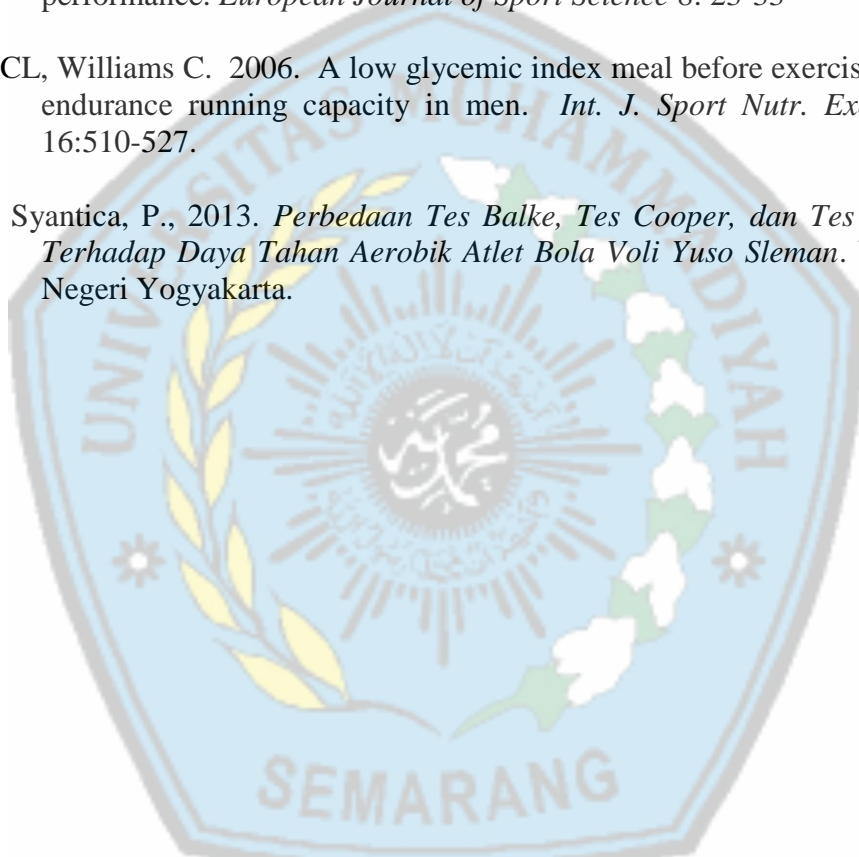 performance. European Journal of Sport Science 8: 23-33
CL, Williams C. 2006. A low glycemic index meal before exercis
endurance running capacity in men. Int. J. Sport Nutr. Ex
16:510-527.
Syantica, P., 2013. Perbedaan Tes Balke, Tes Cooper, dan Tes
Terhadap Daya Tahan Aerobik Atlet Bola Voli Yuso Sleman.
Negeri Yogyakarta.
UNIVERSITAS MUHAMMADIYAH
SEMARANG